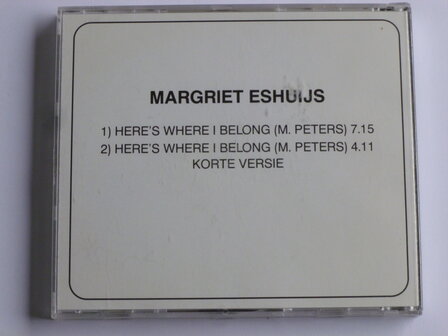 MARGRIET ESHUIJS
1) HERE'S WHERE I BELONG (M. PETERS) 7.15
2) HERE'S WHERE I BELONG (M. PETERS) 4.11
KORTE VERSIE